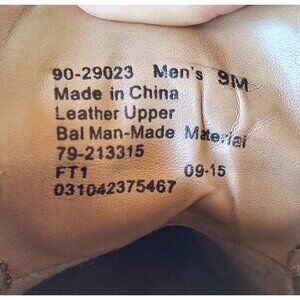 90-29023 Men's 9M
Made in China
Leather Upper
Bal Man-Made Material
79-213315
FT1 09-15
031042375467